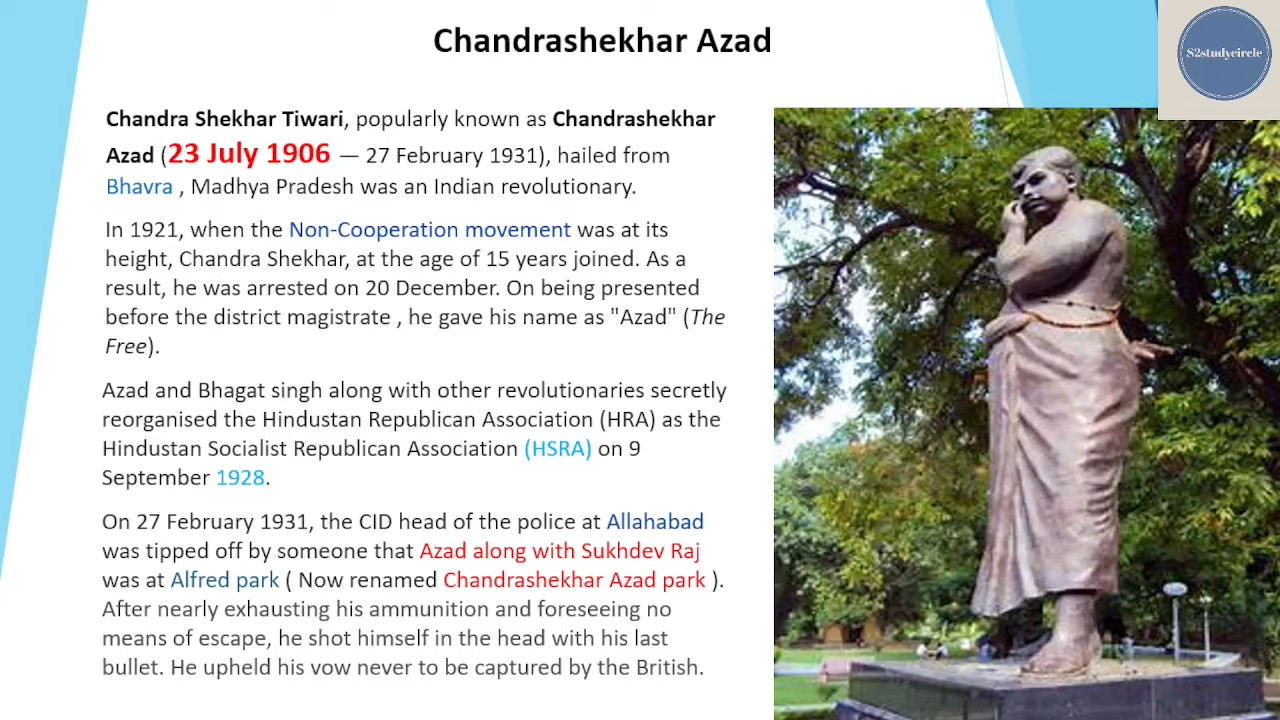 Chandrashekhar Azad
S2studycircle
Chandra Shekhar Tiwari, popularly known as Chandrashekhar
Azad (23 July 1906 — 27 February 1931), hailed from
Bhavra , Madhya Pradesh was an Indian revolutionary.
In 1921, when the Non-Cooperation movement was at its
height, Chandra Shekhar, at the age of 15 years joined. As a
result, he was arrested on 20 December. On being presented
before the district magistrate , he gave his name as "Azad" (The
Free).
Azad and Bhagat singh along with other revolutionaries secretly
reorganised the Hindustan Republican Association (HRA) as the
Hindustan Socialist Republican Association (HSRA) on 9
September 1928.
On 27 February 1931, the CID head of the police at Allahabad
was tipped off by someone that Azad along with Sukhdev Raj
was at Alfred park ( Now renamed Chandrashekhar Azad park ).
After nearly exhausting his ammunition and foreseeing no
means of escape, he shot himself in the head with his last
bullet. He upheld his vow never to be captured by the British.